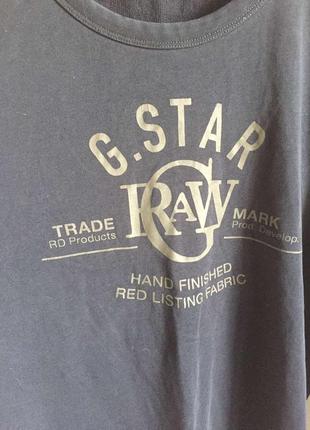 G.STAR
RAW
G
TRADE MARK
RD Products Prod. Develop.
HAND FINISHED
RED LISTING FABRIC